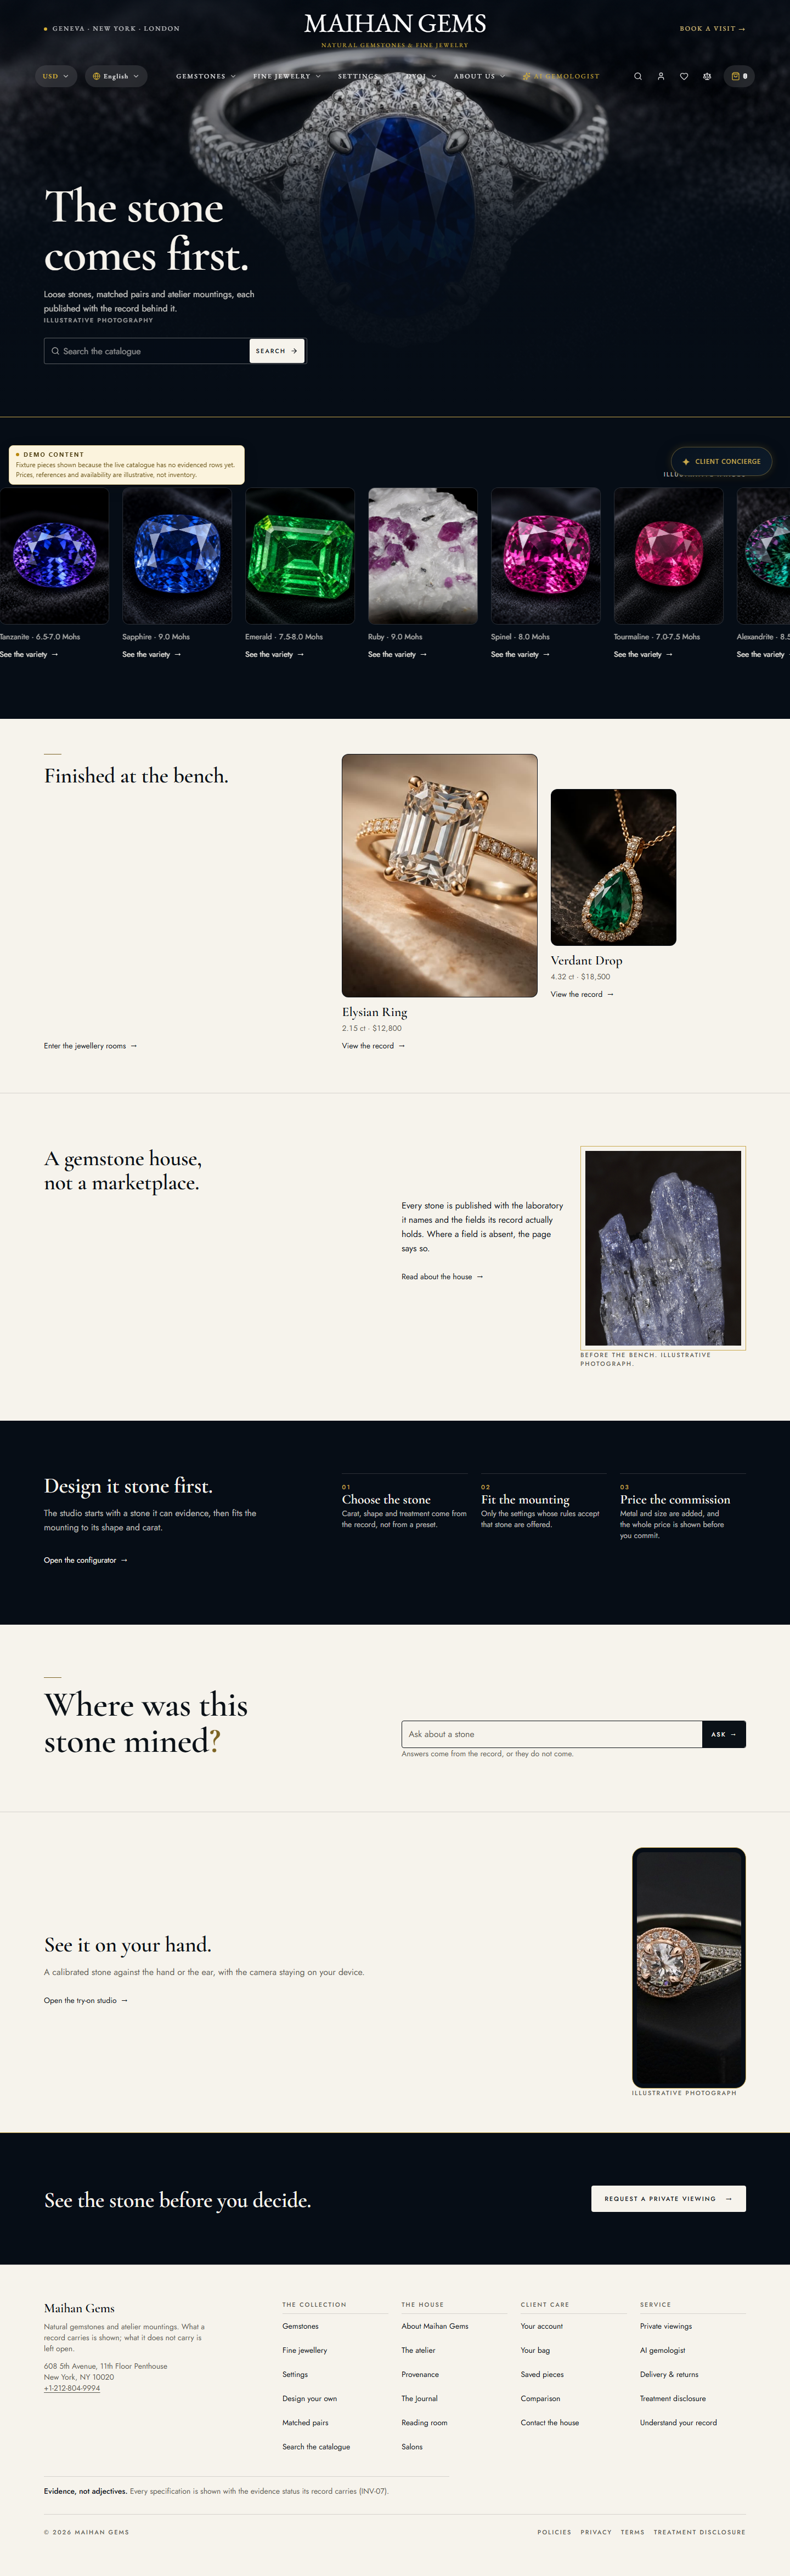 GENEVA · NEW YORK · LONDON
MAIHAN GEMS
NATURAL GEMSTONES & FINE JEWELRY
BOOK A VISIT →
USD
English
GEMSTONES
FINE JEWELRY
SETTINGS
DYOJ
ABOUT US
AI GEMOLOGIST
0
The stone
comes first.
Loose stones, matched pairs and atelier mountings, each
published with the record behind it.
ILLUSTRATIVE PHOTOGRAPHY
Search the catalogue
SEARCH →
DEMO CONTENT
Fixture pieces shown because the live catalogue has no evidenced rows yet.
Prices, references and availability are illustrative, not inventory.
CLIENT CONCIERGE
Tanzanite · 6.5-7.0 Mohs
See the variety →
Sapphire · 9.0 Mohs
See the variety →
Emerald · 7.5-8.0 Mohs
See the variety →
Ruby · 9.0 Mohs
See the variety →
Spinel · 8.0 Mohs
See the variety →
Tourmaline · 7.0-7.5 Mohs
See the variety →
Alexandrite · 8.5
See the variety
Finished at the bench.
Enter the jewellery rooms →
Elysian Ring
2.15 ct · $12,800
View the record →
Verdant Drop
4.32 ct · $18,500
View the record →
A gemstone house,
not a marketplace.
Every stone is published with the laboratory
it names and the fields its record actually
holds. Where a field is absent, the page
says so.
Read about the house →
BEFORE THE BENCH. ILLUSTRATIVE
PHOTOGRAPH.
Design it stone first.
The studio starts with a stone it can evidence, then fits the
mounting to its shape and carat.
Open the configurator →
01
Choose the stone
Carat, shape and treatment come from
the record, not from a preset.
02
Fit the mounting
Only the settings whose rules accept
that stone are offered.
03
Price the commission
Metal and size are added, and
the whole price is shown before
you commit.
Where was this
stone mined?
Ask about a stone
ASK →
Answers come from the record, or they do not come.
See it on your hand.
A calibrated stone against the hand or the ear, with the camera staying on your device.
Open the try-on studio →
ILLUSTRATIVE PHOTOGRAPH
See the stone before you decide.
REQUEST A PRIVATE VIEWING →
Maihan Gems
Natural gemstones and atelier mountings. What a
record carries is shown; what it does not carry is
left open.
608 5th Avenue, 11th Floor Penthouse
New York, NY 10020
+1-212-804-9994
THE COLLECTION
Gemstones
Fine jewellery
Settings
Design your own
Matched pairs
Search the catalogue
THE HOUSE
About Maihan Gems
The atelier
Provenance
The Journal
Reading room
Salons
CLIENT CARE
Your account
Your bag
Saved pieces
Comparison
Contact the house
SERVICE
Private viewings
AI gemologist
Delivery & returns
Treatment disclosure
Understand your record
Evidence, not adjectives. Every specification is shown with the evidence status its record carries (INV-07).
© 2026 MAIHAN GEMS
POLICIES
PRIVACY
TERMS
TREATMENT DISCLOSURE